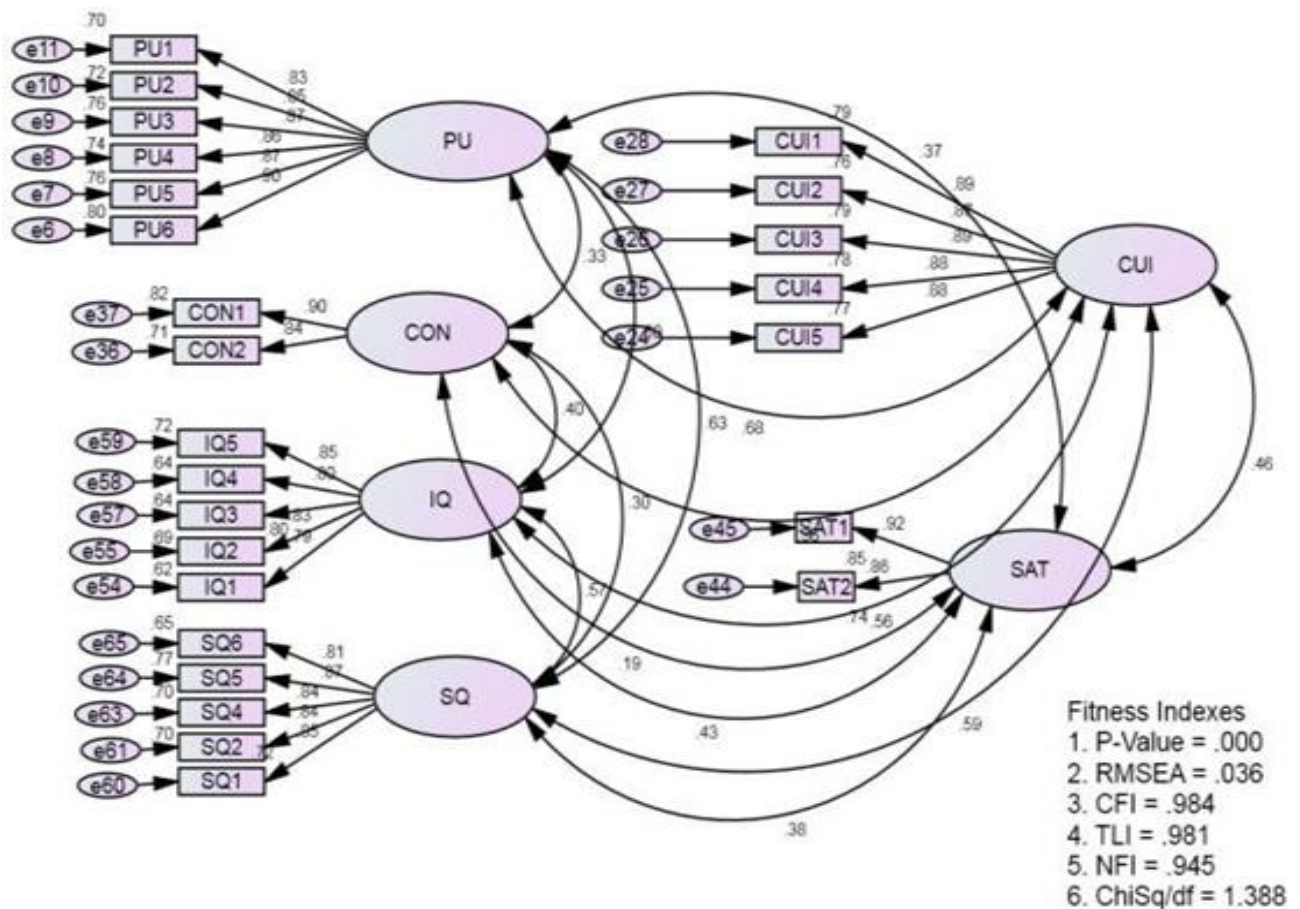 .70
e11 PU1
.72
e10 PU2
.76
e9 PU3
.74
e8 PU4
.76
e7 PU5
.80
e6 PU6
.83
.85
.87
.86
.87
.90
PU
.82
e37 CON1
.71
e36 CON2
.90
.84
CON
.72
e59 IQ5
.64
e58 IQ4
.64
e57 IQ3
.69
e55 IQ2
.62
e54 IQ1
.85
.83
.80
.79
IQ
.65
e65 SQ6
.77
e64 SQ5
.70
e63 SQ4
.70
e61 SQ2
e60 SQ1
.81
.87
.84
.84
.85
SQ
.79
e28 CUI1
.76
e27 CUI2
.79
e26 CUI3
.78
e25 CUI4
.77
e24 CUI5
.89
.87
.89
.88
.88
CUI
e45 SAT1
.85
e44 SAT2
.92
.86
SAT
.37
.33
.40
.63
.68
.30
.46
.57
.74
.56
.19
.43
.59
.38
Fitness Indexes
1. P-Value = .000
2. RMSEA = .036
3. CFI = .984
4. TLI = .981
5. NFI = .945
6. ChiSq/df = 1.388